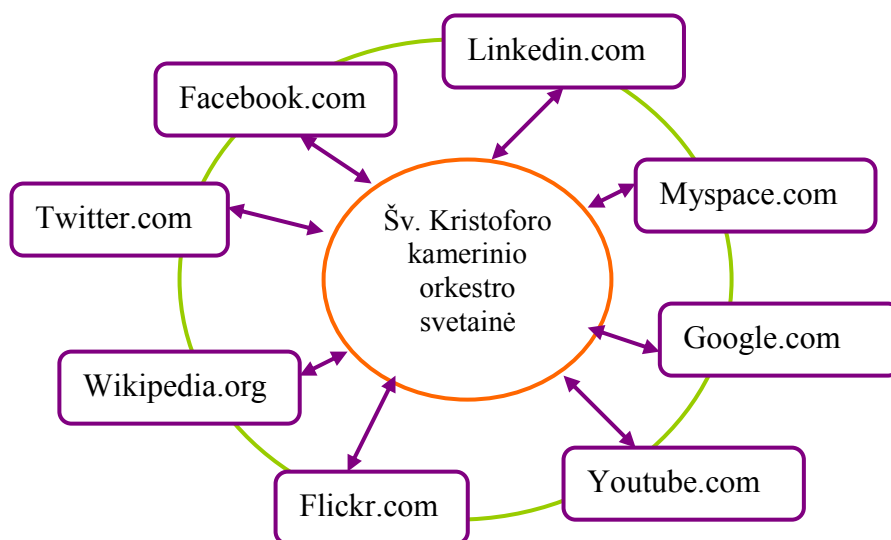 Linkedin.com
Facebook.com
Myspace.com
Twitter.com
Šv. Kristoforo
kamerinio
orkestro
svetainė
Google.com
Wikipedia.org
Youtube.com
Flickr.com